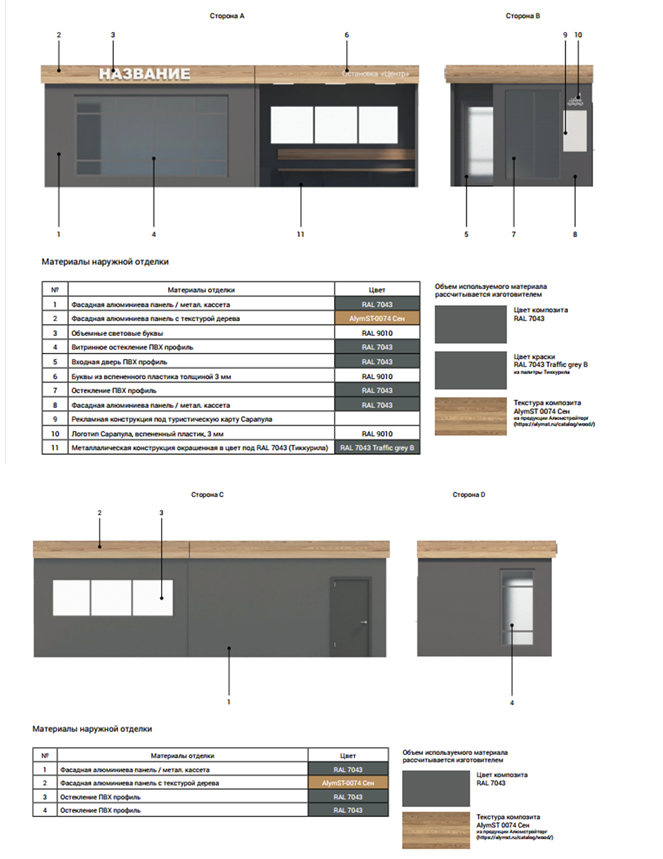 Сторона А
Сторона В
2
3
6
9
10
НАЗВАНИЕ
остановка «Центр»
1
4
11
5
7
8
Материалы наружной отделки
№ Материалы отделки Цвет
1 Фасадная алюминиева панель / метал. кассета RAL 7043
2 Фасадная алюминиева панель с текстурой дерева AlymST-0074 Сен
3 Объемные световые буквы RAL 9010
4 Витринное остекление ПВХ профиль RAL 7043
5 Входная дверь ПВХ профиль RAL 7043
6 Буквы из вспененного пластика толщиной 3 мм RAL 9010
7 Остекление ПВХ профиль RAL 7043
8 Фасадная алюминиева панель / метал. кассета RAL 7043
9 Рекламная конструкция под туристическую карту Сарапула
10 Логотип Сарапула, вспененный пластик, 3 мм RAL 9010
11 Металлалическая конструкция окрашенная в цвет под RAL 7043 (Тиккурила) RAL 7043 Traffic grey B
Объем используемого материала
рассчитывается изготовителем
Цвет композита
RAL 7043
Цвет краски
RAL 7043 Traffic grey B
из палитры Тиккурила
Текстура композита
AlymST 0074 Сен
из продукции Алюмстройторг
(https://alymst.ru/catalog/wood/)
Сторона С
Сторона D
2
3
1
4
Материалы наружной отделки
№ Материалы отделки Цвет
1 Фасадная алюминиева панель / метал. кассета RAL 7043
2 Фасадная алюминиева панель с текстурой дерева AlymST-0074 Сен
3 Остекление ПВХ профиль RAL 7043
4 Остекление ПВХ профиль RAL 7043
Объем используемого материала
рассчитывается изготовителем
Цвет композита
RAL 7043
Текстура композита
AlymST 0074 Сен
из продукции Алюмстройторг
(https://alymst.ru/catalog/wood/)